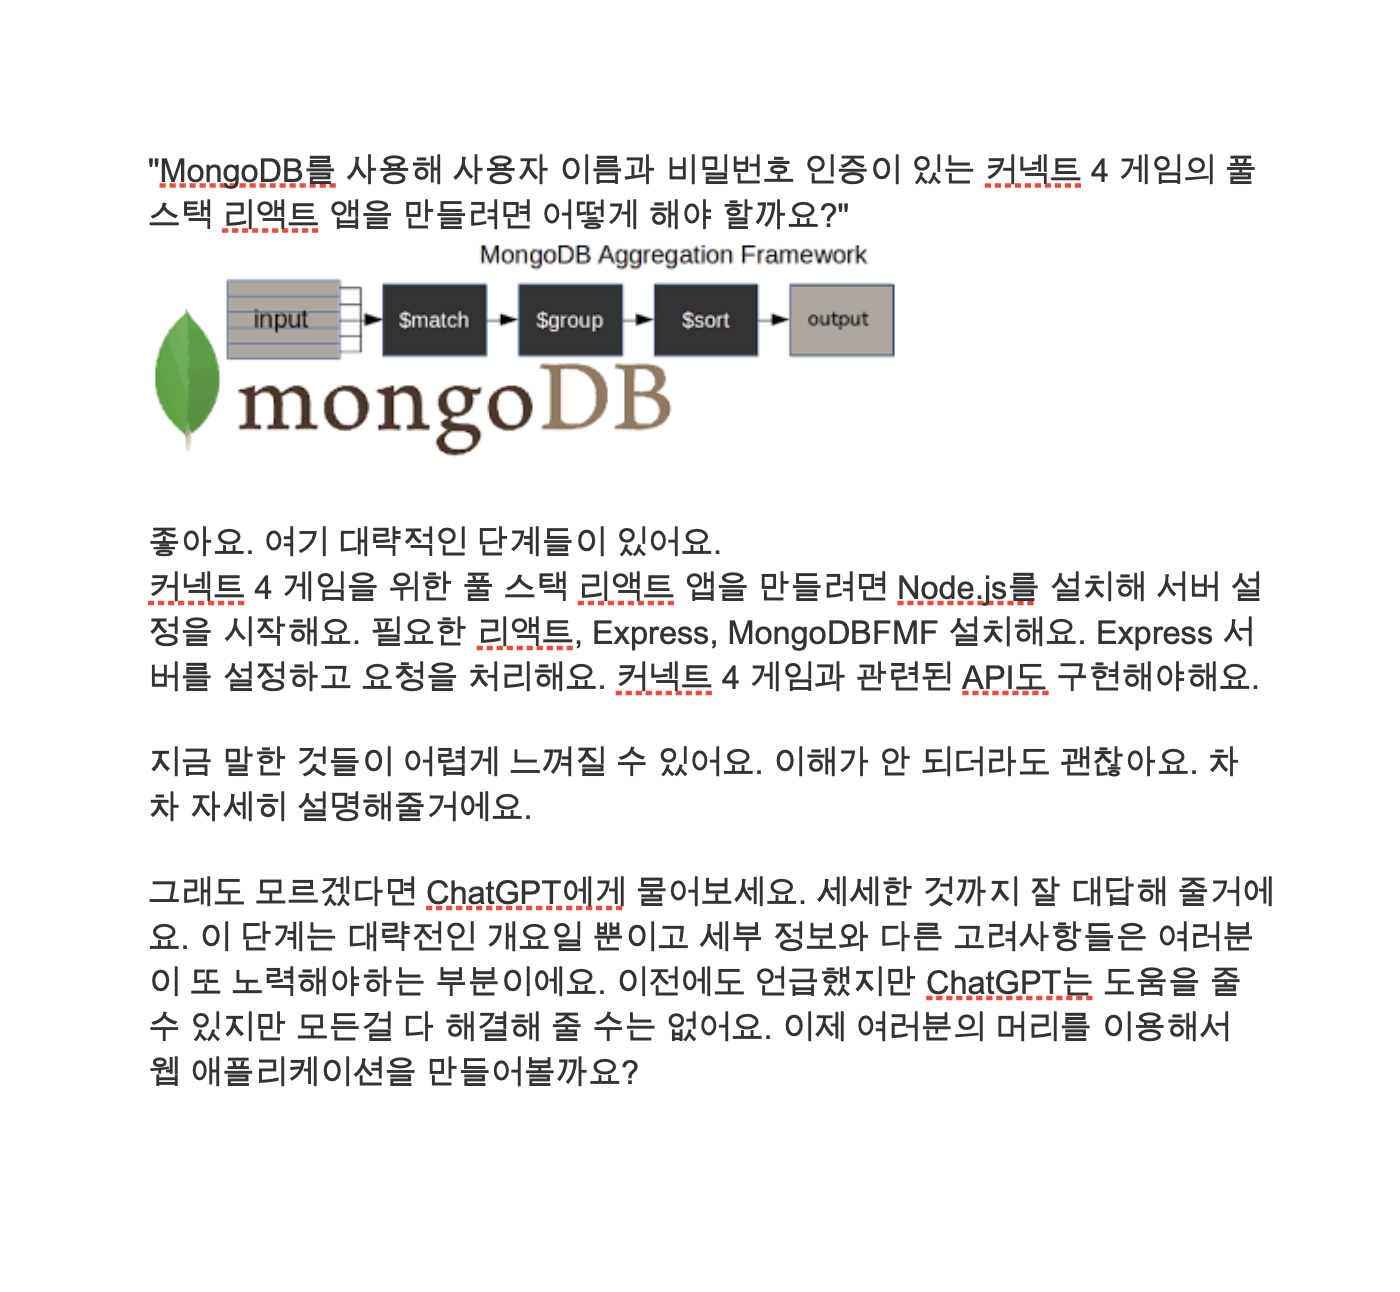 "MongoDB를 사용해 사용자 이름과 비밀번호 인증이 있는 커넥트 4 게임의 풀
스택 리액트 앱을 만들려면 어떻게 해야 할까요?"
MongoDB Aggregation Framework
input $match $group $sort output
mongoDB
좋아요. 여기 대략적인 단계들이 있어요.
커넥트 4 게임을 위한 풀 스택 리액트 앱을 만들려면 Node.js를 설치해 서버 설
정을 시작해요. 필요한 리액트, Express, MongoDBFMF 설치해요. Express 서
버를 설정하고 요청을 처리해요. 커넥트 4 게임과 관련된 API도 구현해야해요.
지금 말한 것들이 어렵게 느껴질 수 있어요. 이해가 안 되더라도 괜찮아요. 차
차 자세히 설명해줄거에요.
그래도 모르겠다면 ChatGPT에게 물어보세요. 세세한 것까지 잘 대답해 줄거에
요. 이 단계는 대략전인 개요일 뿐이고 세부 정보와 다른 고려사항들은 여러분
이 또 노력해야하는 부분이에요. 이전에도 언급했지만 ChatGPT는 도움을 줄
수 있지만 모든걸 다 해결해 줄 수는 없어요. 이제 여러분의 머리를 이용해서
웹 애플리케이션을 만들어볼까요?